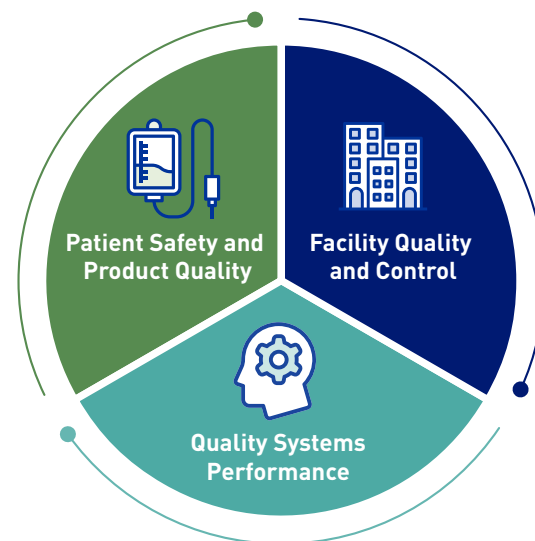 Patient Safety and
Product Quality
Facility Quality
and Control
Quality Systems
Performance